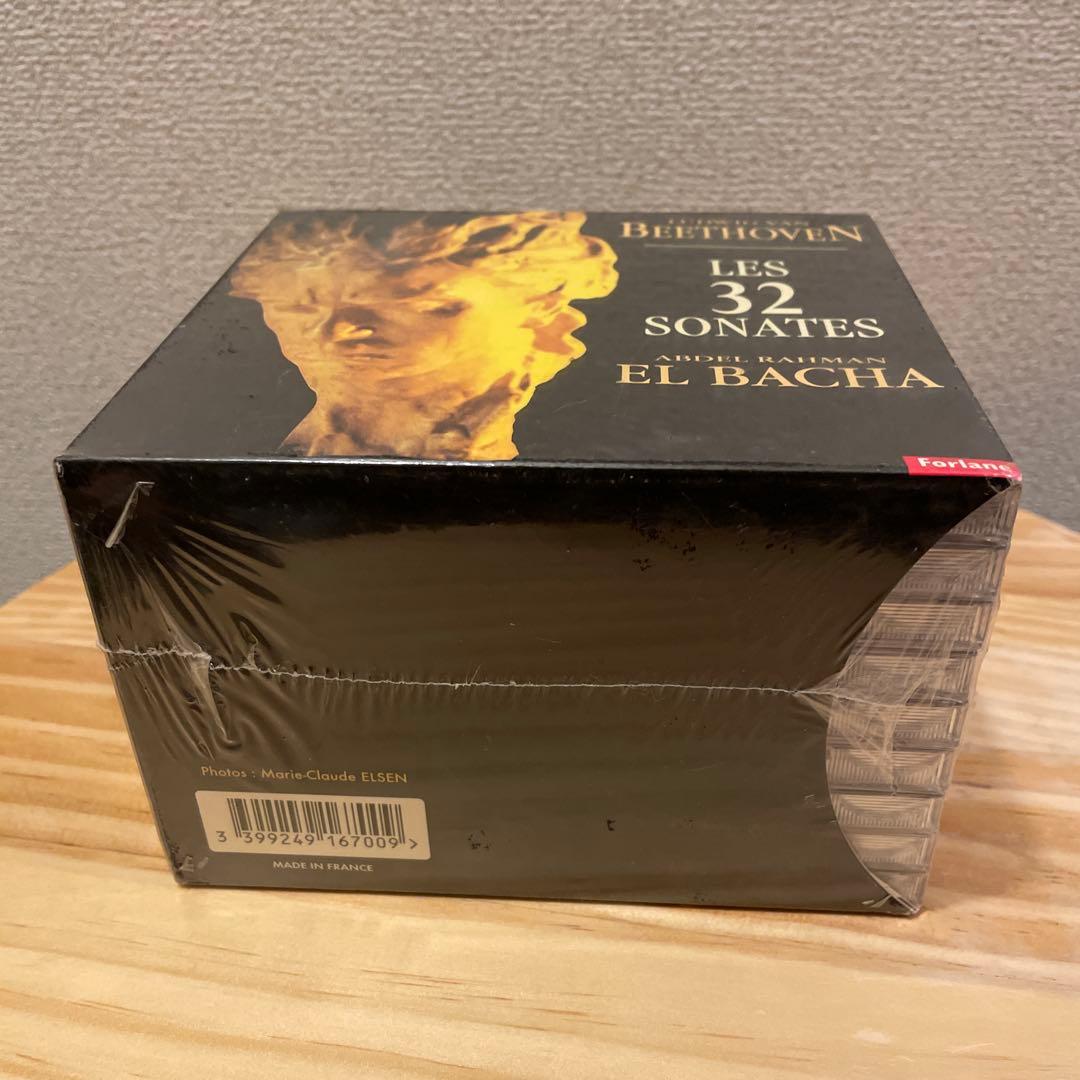 LUDWIG VAN
BEETHOVEN
LES
32
SONATES
ABDEL RAHMAN
EL BACHA
Forlane
Photos : Marie-Claude ELSEN
3 399249 167009 >
MADE IN FRANCE